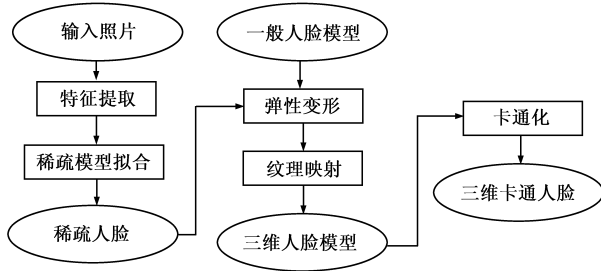 输入照片
特征提取
稀疏模型拟合
稀疏人脸
一般人脸模型
弹性变形
纹理映射
三维人脸模型
卡通化
三维卡通人脸